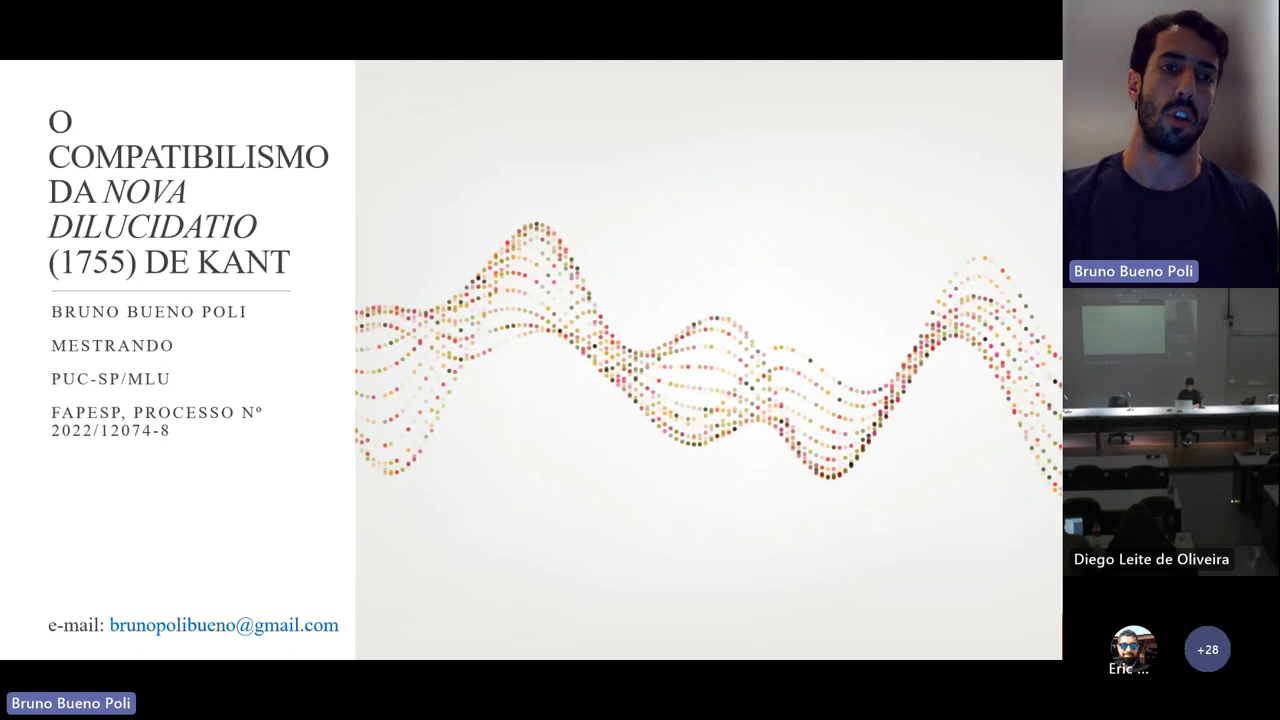 O
COMPATIBILISMO
DA NOVA
DILUCIDATIO
(1755) DE KANT
BRUNO BUENO POLI
MESTRANDO
PUC-SP/MLU
FAPESP, PROCESSO Nº
2022/12074-8
e-mail: brunopolibueno@gmail.com
Bruno Bueno Poli
Bruno Bueno Poli
Diego Leite de Oliveira
Eric ...
+28